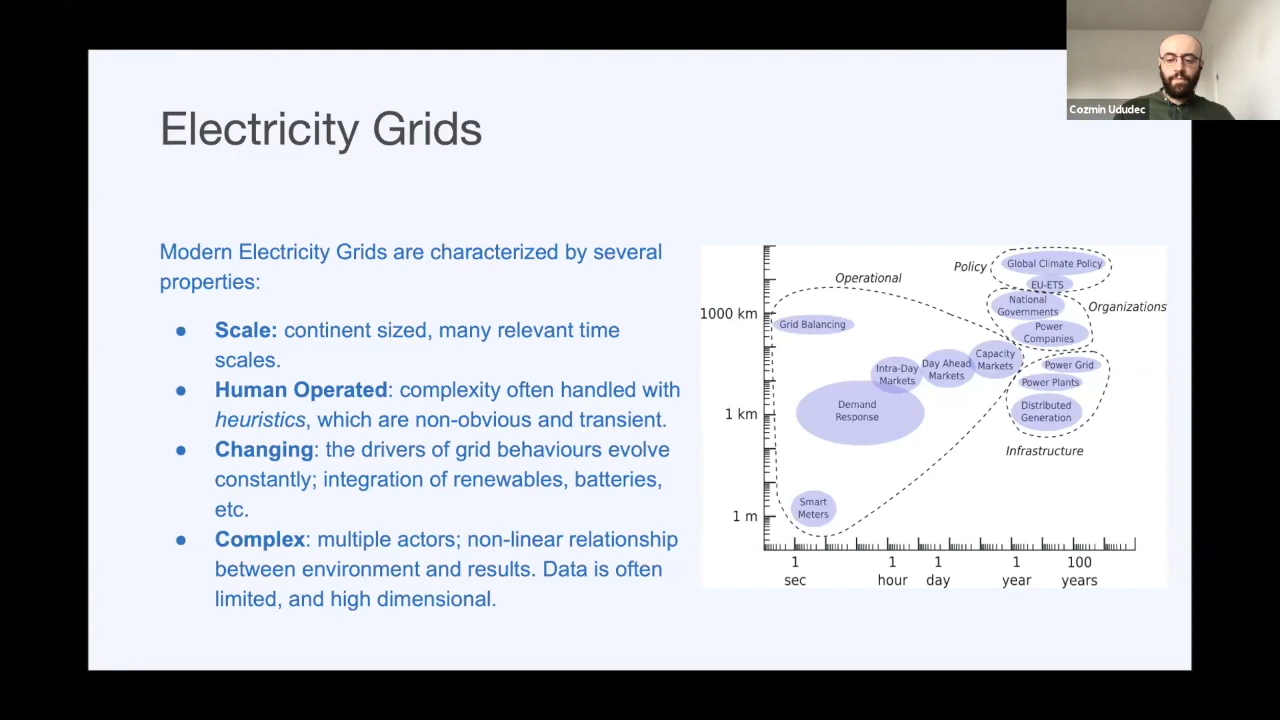 Cozmin Ududec
Electricity Grids
Modern Electricity Grids are characterized by several
properties:
● Scale: continent sized, many relevant time
scales.
● Human Operated: complexity often handled with
heuristics, which are non-obvious and transient.
● Changing: the drivers of grid behaviours evolve
constantly; integration of renewables, batteries,
etc.
● Complex: multiple actors; non-linear relationship
between environment and results. Data is often
limited, and high dimensional.
Policy
Global Climate Policy
Operational
EU-ETS
National
Governments
Organizations
1000 km
Grid Balancing
Power
Companies
Capacity
Markets
Day Ahead
Markets
Intra-Day
Markets
Power Grid
Power Plants
Demand
Response
Distributed
Generation
1 km
Infrastructure
Smart
Meters
1 m
1
sec
1
hour
1
day
1
year
100
years